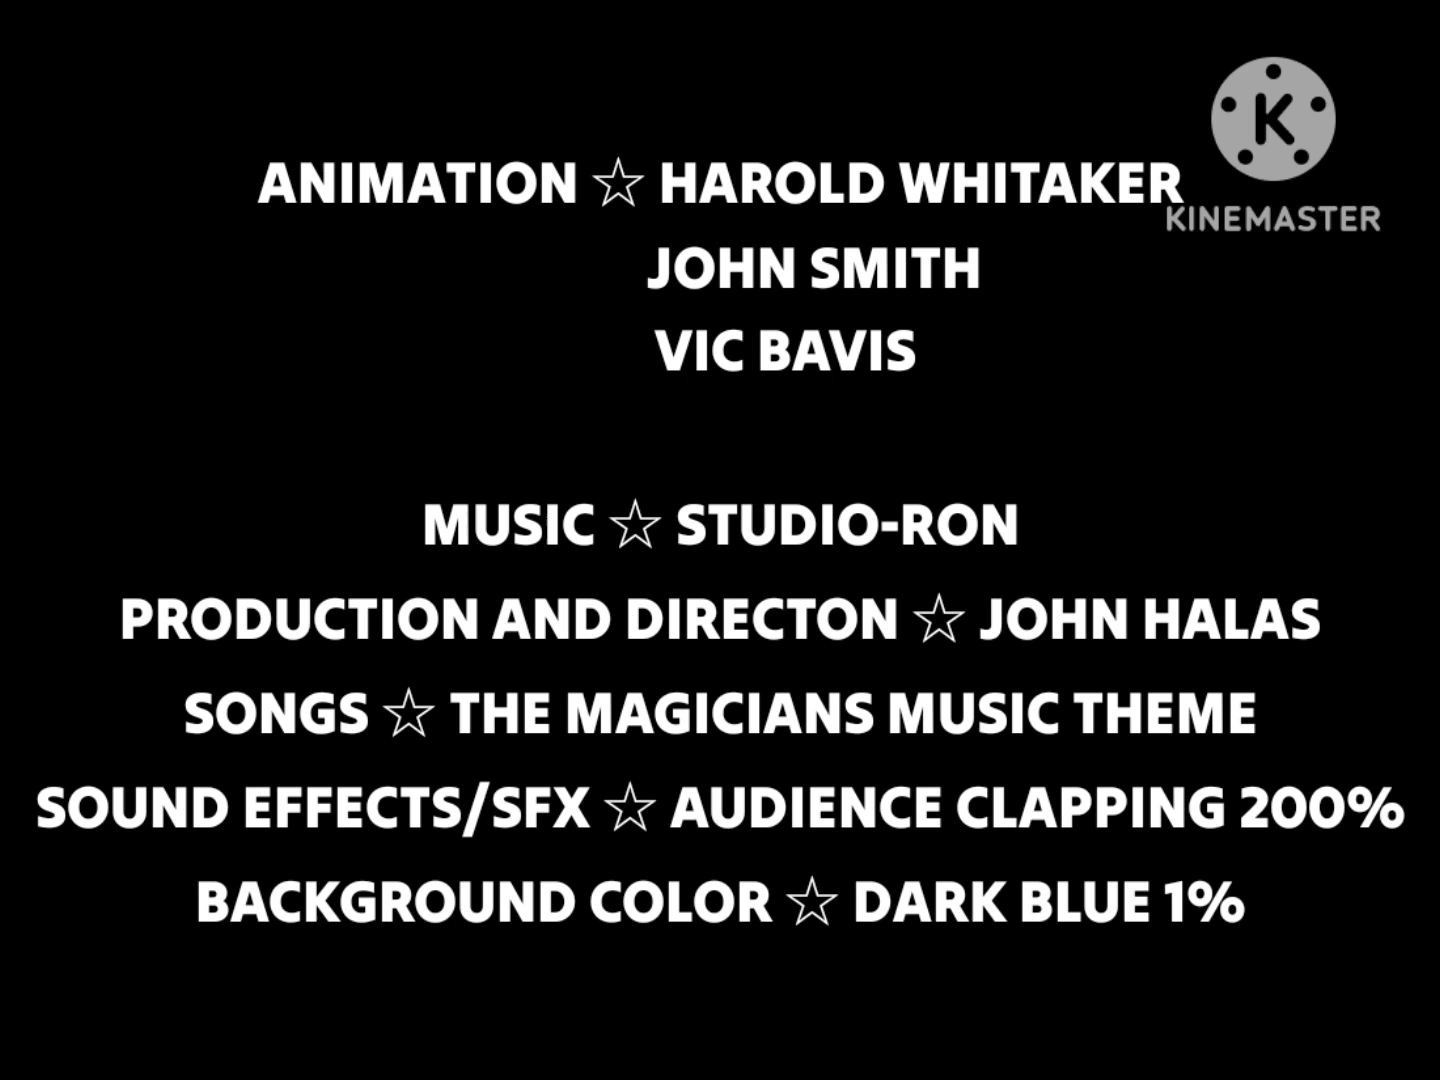 ANIMATION ☆ HAROLD WHITAKER
K
KINEMASTER
JOHN SMITH
VIC BAVIS
MUSIC ☆ STUDIO-RON
PRODUCTION AND DIRECTON ☆ JOHN HALAS
SONGS ☆ THE MAGICIANS MUSIC THEME
SOUND EFFECTS/SFX ☆ AUDIENCE CLAPPING 200%
BACKGROUND COLOR ☆ DARK BLUE 1%